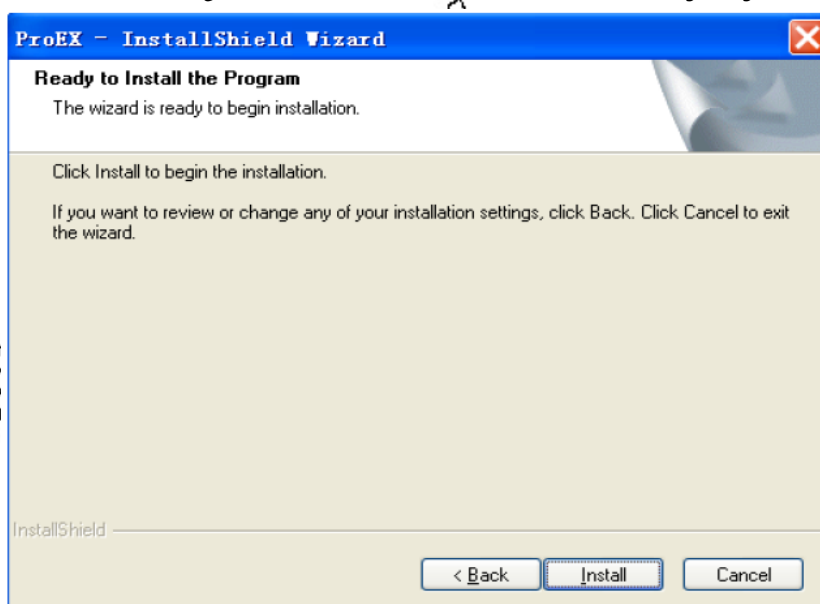 ProEX - InstallShield Wizard
Ready to Install the Program
The wizard is ready to begin installation.
Click Install to begin the installation.
If you want to review or change any of your installation settings, click Back. Click Cancel to exit
the wizard.
InstallShield
< Back
Install
Cancel